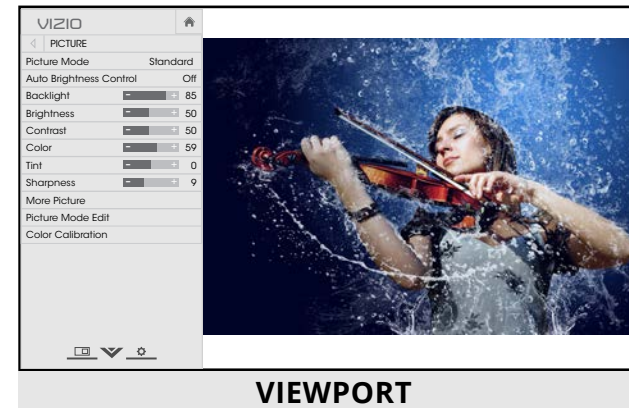 VIZIO
PICTURE
Picture Mode Standard
Auto Brightness Control Off
Backlight - + 85
Brightness - + 50
Contrast - + 50
Color - + 59
Tint - + 0
Sharpness - + 9
More Picture
Picture Mode Edit
Color Calibration
VIEWPORT